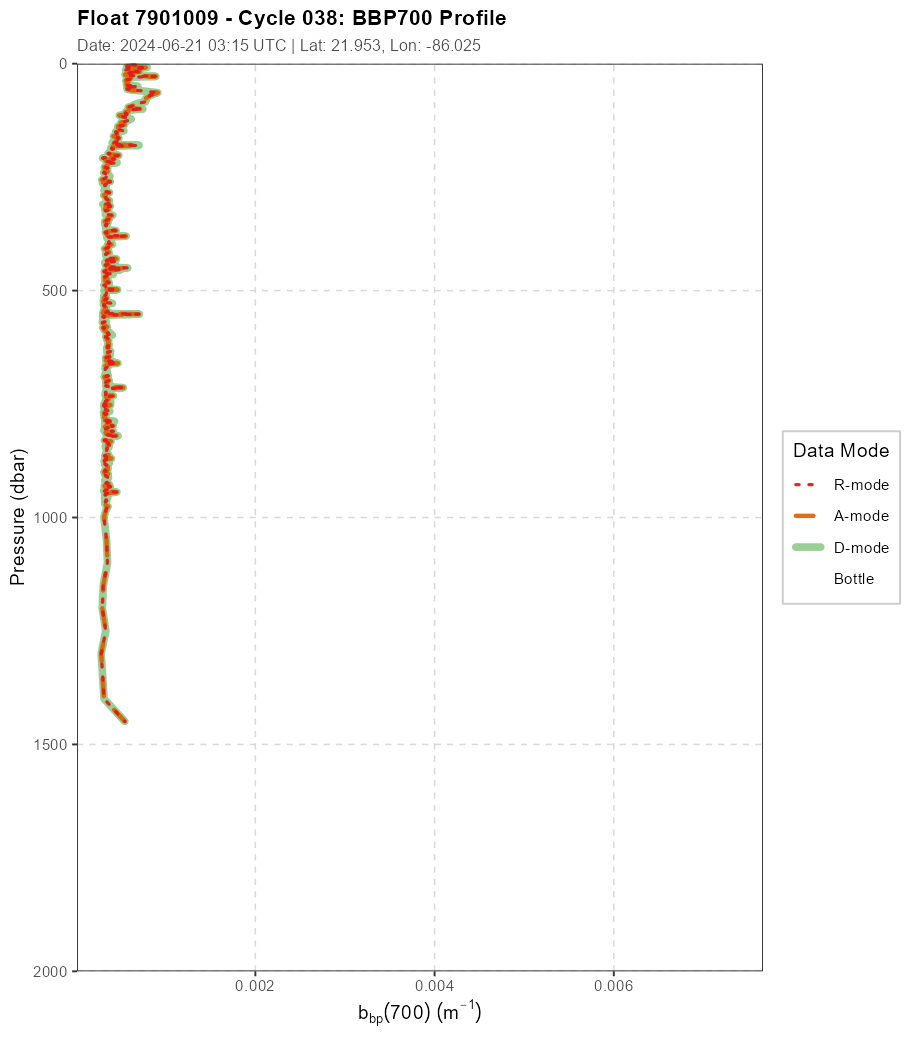 Float 7901009 - Cycle 038: BBP700 Profile
Date: 2024-06-21 03:15 UTC | Lat: 21.953, Lon: -86.025
0
500
1000
1500
2000
Pressure (dbar)
0.002
0.004
0.006
b_bp(700) (m⁻¹)
Data Mode
R-mode
A-mode
D-mode
Bottle